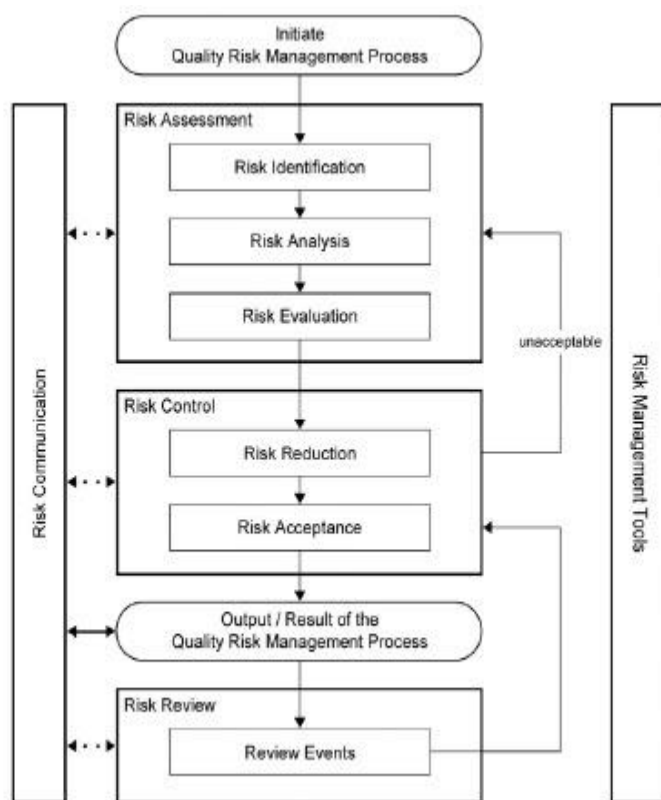 Initiate
Quality Risk Management Process
Risk Assessment
Risk Identification
Risk Analysis
Risk Evaluation
unacceptable
Risk Control
Risk Reduction
Risk Acceptance
Output / Result of the
Quality Risk Management Process
Risk Review
Review Events
Risk Communication
Risk Management Tools